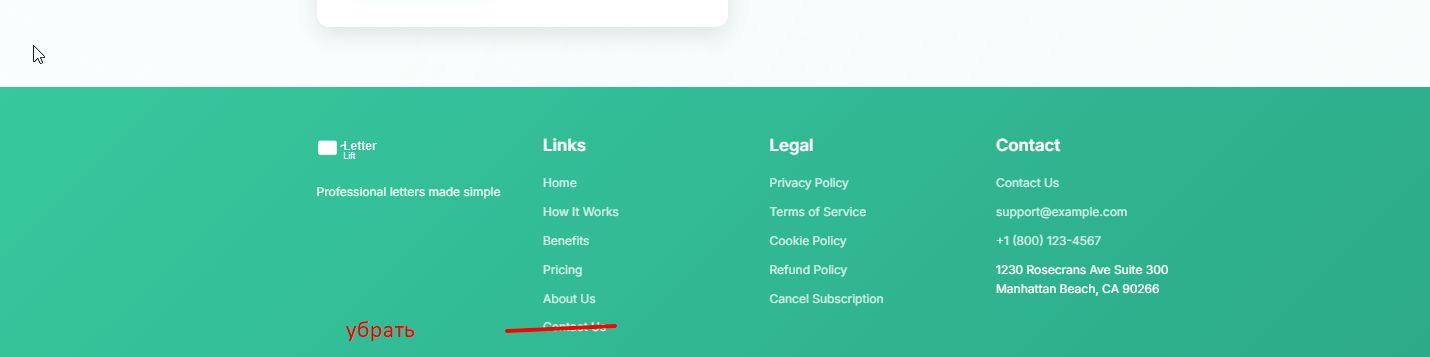 Letter
Lift
Professional letters made simple
Links
Home
How It Works
Benefits
Pricing
About Us
Contact Us
Legal
Privacy Policy
Terms of Service
Cookie Policy
Refund Policy
Cancel Subscription
Contact
Contact Us
support@example.com
+1 (800) 123-4567
1230 Rosecrans Ave Suite 300
Manhattan Beach, CA 90266
убрать